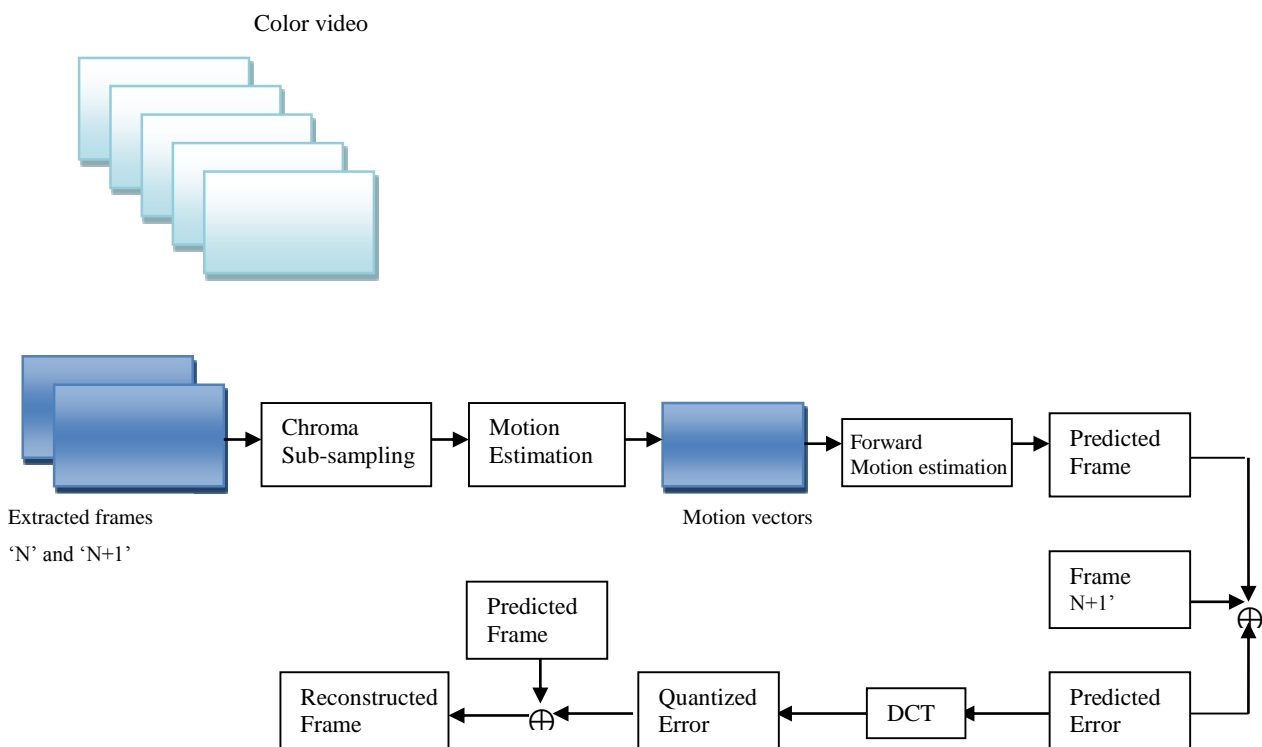 Color video
Chroma
Sub-sampling
Motion
Estimation
Forward
Motion estimation
Predicted
Frame
Extracted frames
‘N’ and ‘N+1’
Motion vectors
Frame
N+1’
Predicted
Frame
Reconstructed
Frame
Quantized
Error
DCT
Predicted
Error